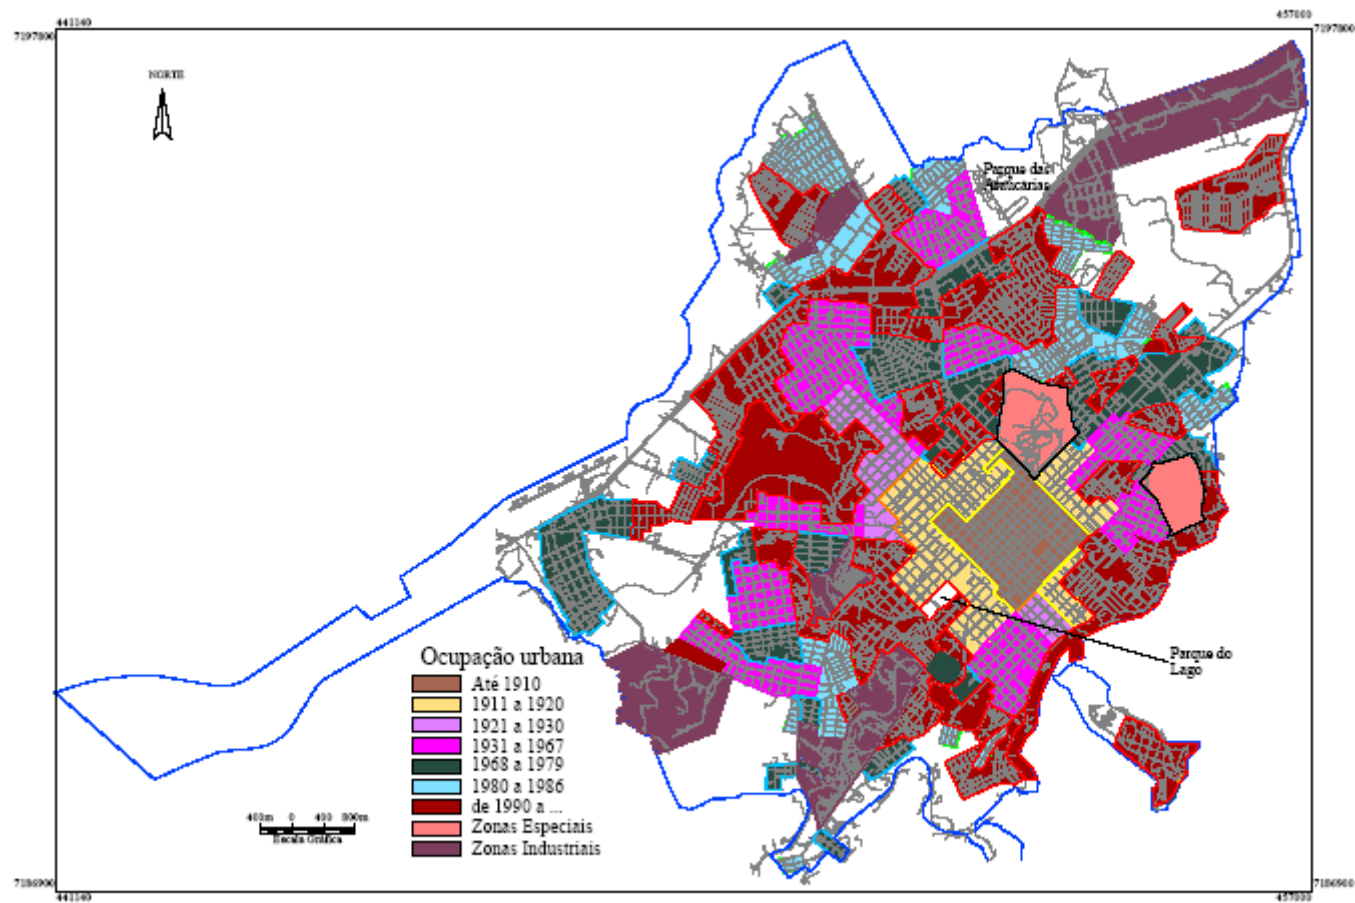 441140
457000
7197800
7197800
NORTE
Parque das
Araucárias
Ocupação urbana
Até 1910
1911 a 1920
1921 a 1930
1931 a 1967
1968 a 1979
1980 a 1986
de 1990 a ...
Zonas Especiais
Zonas Industriais
Parque do
Lago
400m 0 400 800m
Escala Gráfica
7186900
7186900
441140
457000